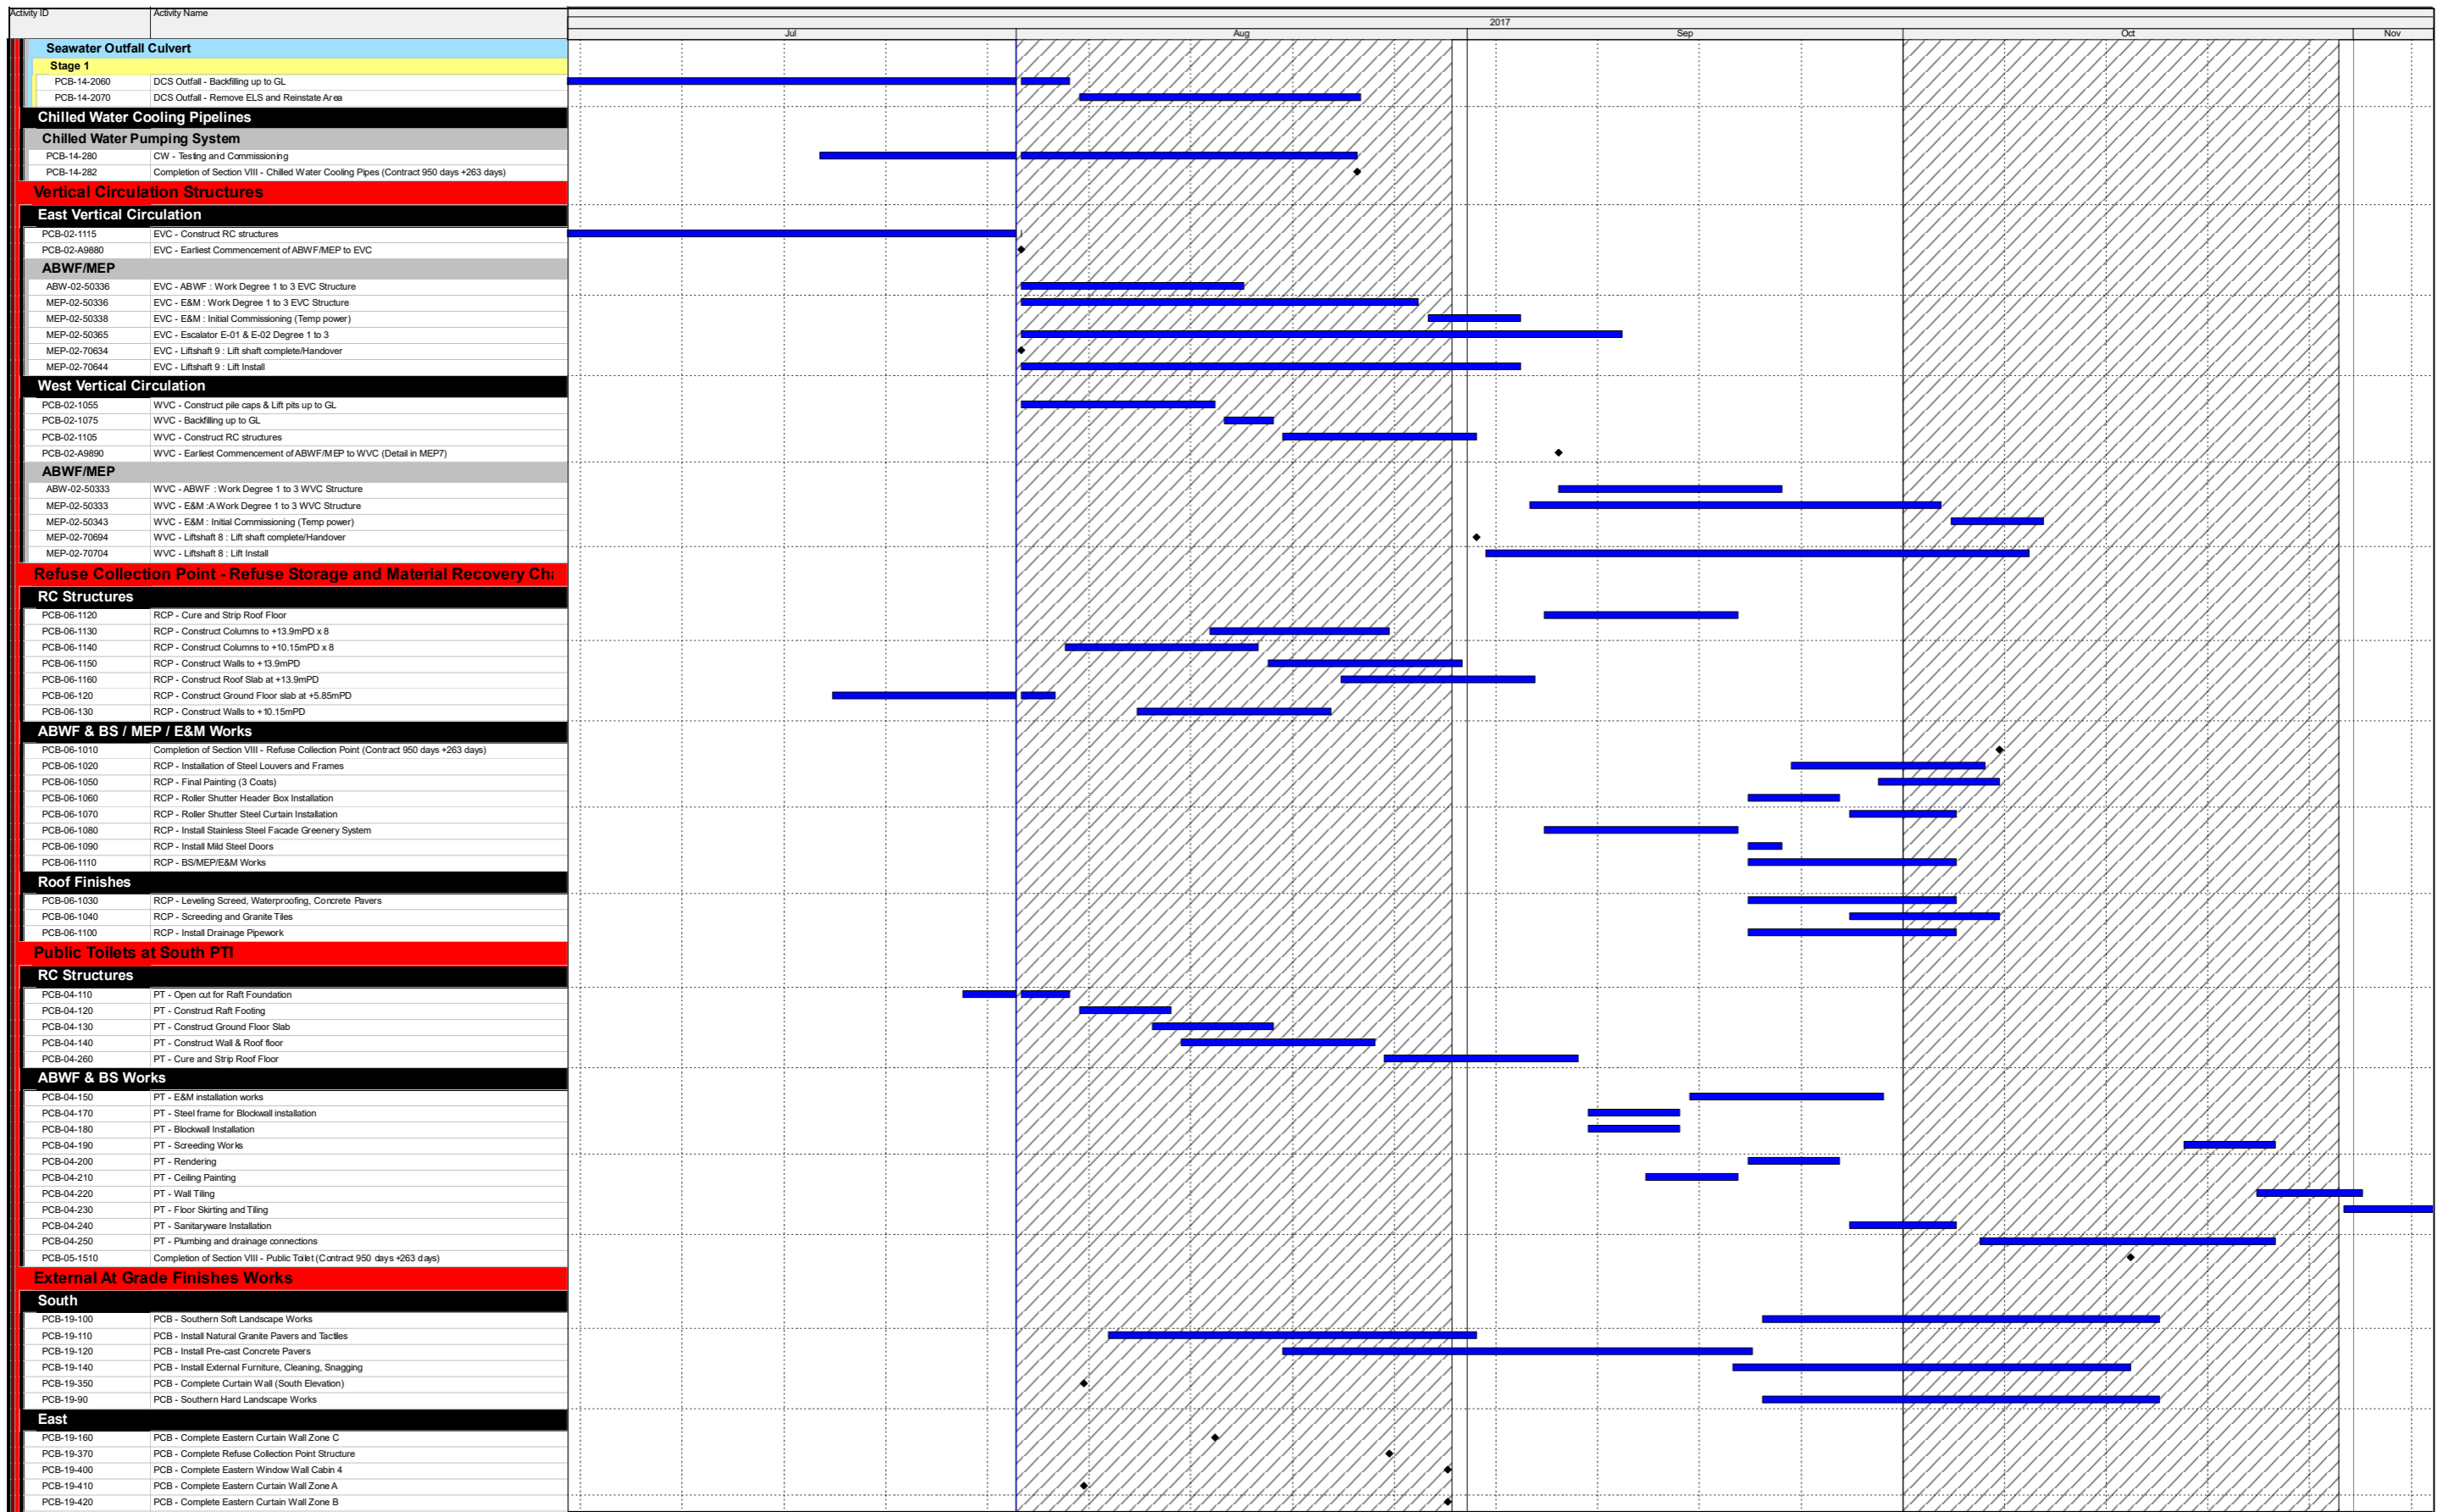 Activity ID Activity Name
2017
Jul Aug Sep Oct Nov
Seawater Outfall Culvert
Stage 1
PCB-14-2060 DCS Outfall - Backfilling up to GL
PCB-14-2070 DCS Outfall - Remove ELS and Reinstate Area
Chilled Water Cooling Pipelines
Chilled Water Pumping System
PCB-14-280 CW - Testing and Commissioning
PCB-14-282 Completion of Section VIII - Chilled Water Cooling Pipes (Contract 950 days +263 days)
Vertical Circulation Structures
East Vertical Circulation
PCB-02-1115 EVC - Construct RC structures
PCB-02-A9880 EVC - Earliest Commencement of ABWF/MEP to EVC
ABWF/MEP
ABW-02-50336 EVC - ABWF : Work Degree 1 to 3 EVC Structure
MEP-02-50336 EVC - E&M : Work Degree 1 to 3 EVC Structure
MEP-02-50338 EVC - E&M : Initial Commissioning (Temp power)
MEP-02-50365 EVC - Escalator E-01 & E-02 Degree 1 to 3
MEP-02-70634 EVC - Liftshaft 9 : Lift shaft complete/Handover
MEP-02-70644 EVC - Liftshaft 9 : Lift Install
West Vertical Circulation
PCB-02-1055 WVC - Construct pile caps & Lift pits up to GL
PCB-02-1075 WVC - Backfilling up to GL
PCB-02-1105 WVC - Construct RC structures
PCB-02-A9890 WVC - Earliest Commencement of ABWF/MEP to WVC (Detail in MEP7)
ABWF/MEP
ABW-02-50333 WVC - ABWF : Work Degree 1 to 3 WVC Structure
MEP-02-50333 WVC - E&M :A Work Degree 1 to 3 WVC Structure
MEP-02-50343 WVC - E&M : Initial Commissioning (Temp power)
MEP-02-70694 WVC - Liftshaft 8 : Lift shaft complete/Handover
MEP-02-70704 WVC - Liftshaft 8 : Lift Install
Refuse Collection Point - Refuse Storage and Material Recovery Cha
RC Structures
PCB-06-1120 RCP - Cure and Strip Roof Floor
PCB-06-1130 RCP - Construct Columns to +13.9mPD x 8
PCB-06-1140 RCP - Construct Columns to +10.15mPD x 8
PCB-06-1150 RCP - Construct Walls to +13.9mPD
PCB-06-1160 RCP - Construct Roof Slab at +13.9mPD
PCB-06-120 RCP - Construct Ground Floor slab at +5.85mPD
PCB-06-130 RCP - Construct Walls to +10.15mPD
ABWF & BS / MEP / E&M Works
PCB-06-1010 Completion of Section VIII - Refuse Collection Point (Contract 950 days +263 days)
PCB-06-1020 RCP - Installation of Steel Louvers and Frames
PCB-06-1050 RCP - Final Painting (3 Coats)
PCB-06-1060 RCP - Roller Shutter Header Box Installation
PCB-06-1070 RCP - Roller Shutter Steel Curtain Installation
PCB-06-1080 RCP - Install Stainless Steel Facade Greenery System
PCB-06-1090 RCP - Install Mild Steel Doors
PCB-06-1110 RCP - BS/MEP/E&M Works
Roof Finishes
PCB-06-1030 RCP - Leveling Screed, Waterproofing, Concrete Pavers
PCB-06-1040 RCP - Screeding and Granite Tiles
PCB-06-1100 RCP - Install Drainage Pipework
Public Toilets at South PTI
RC Structures
PCB-04-110 PT - Open cut for Raft Foundation
PCB-04-120 PT - Construct Raft Footing
PCB-04-130 PT - Construct Ground Floor Slab
PCB-04-140 PT - Construct Wall & Roof floor
PCB-04-260 PT - Cure and Strip Roof Floor
ABWF & BS Works
PCB-04-150 PT - E&M installation works
PCB-04-170 PT - Steel frame for Blockwall installation
PCB-04-180 PT - Blockwall Installation
PCB-04-190 PT - Screeding Works
PCB-04-200 PT - Rendering
PCB-04-210 PT - Ceiling Painting
PCB-04-220 PT - Wall Tiling
PCB-04-230 PT - Floor Skirting and Tiling
PCB-04-240 PT - Sanitaryware Installation
PCB-04-250 PT - Plumbing and drainage connections
PCB-05-1510 Completion of Section VIII - Public Toilet (Contract 950 days +263 days)
External At Grade Finishes Works
South
PCB-19-100 PCB - Southern Soft Landscape Works
PCB-19-110 PCB - Install Natural Granite Pavers and Tactiles
PCB-19-120 PCB - Install Pre-cast Concrete Pavers
PCB-19-140 PCB - Install External Furniture, Cleaning, Snagging
PCB-19-350 PCB - Complete Curtain Wall (South Elevation)
PCB-19-90 PCB - Southern Hard Landscape Works
East
PCB-19-160 PCB - Complete Eastern Curtain Wall Zone C
PCB-19-370 PCB - Complete Refuse Collection Point Structure
PCB-19-400 PCB - Complete Eastern Window Wall Cabin 4
PCB-19-410 PCB - Complete Eastern Curtain Wall Zone A
PCB-19-420 PCB - Complete Eastern Curtain Wall Zone B